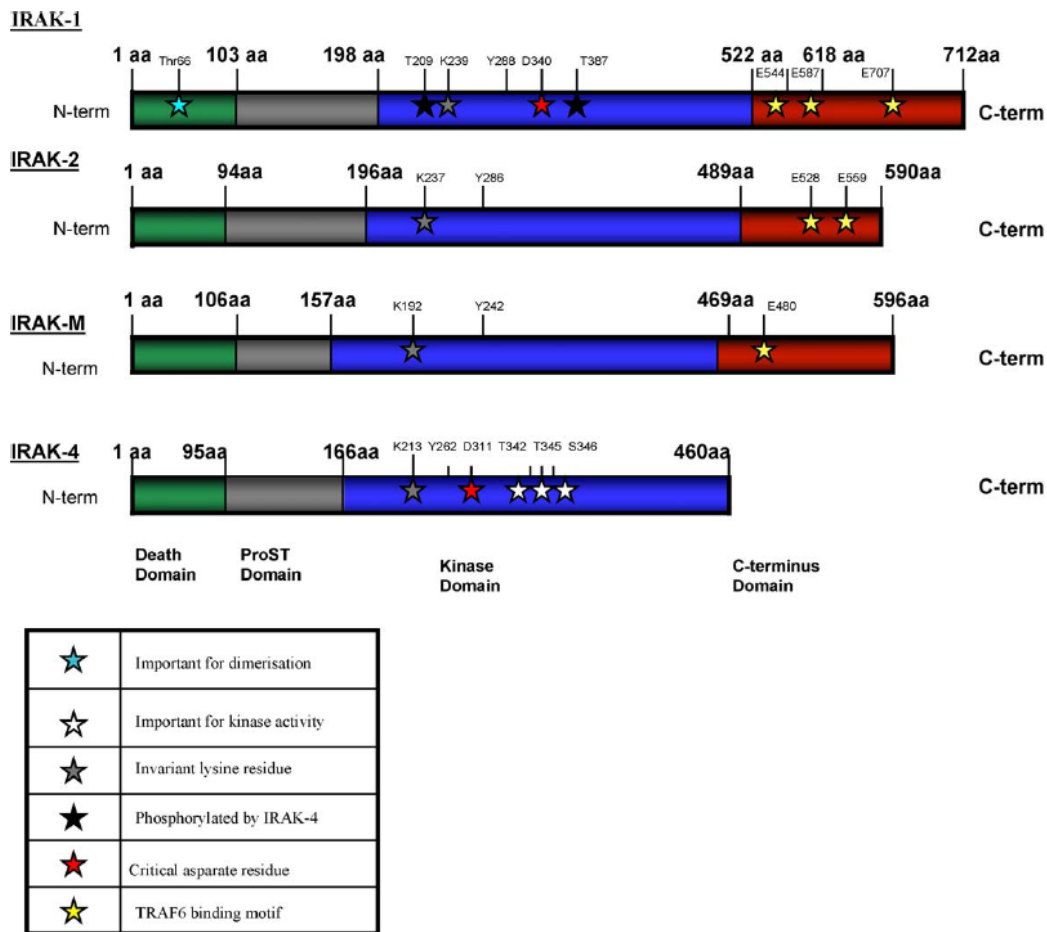 IRAK-1
1 aa 103 aa 198 aa 522 aa 618 aa 712aa
Thr66 T209 K239 Y288 D340 T387 E544 E587 E707
N-term C-term
IRAK-2
1 aa 94aa 196aa 489aa 590aa
K237 Y286 E528 E559
N-term C-term
1 aa 106aa 157aa 469aa 596aa
K192 Y242 E480
IRAK-M
N-term C-term
IRAK-4 1 aa 95aa 166aa 460aa
K213 Y262 D311 T342 T345 S346
N-term C-term
Death
Domain
ProST
Domain
Kinase
Domain
C-terminus
Domain
Important for dimerisation
Important for kinase activity
Invariant lysine residue
Phosphorylated by IRAK-4
Critical asparate residue
TRAF6 binding motif